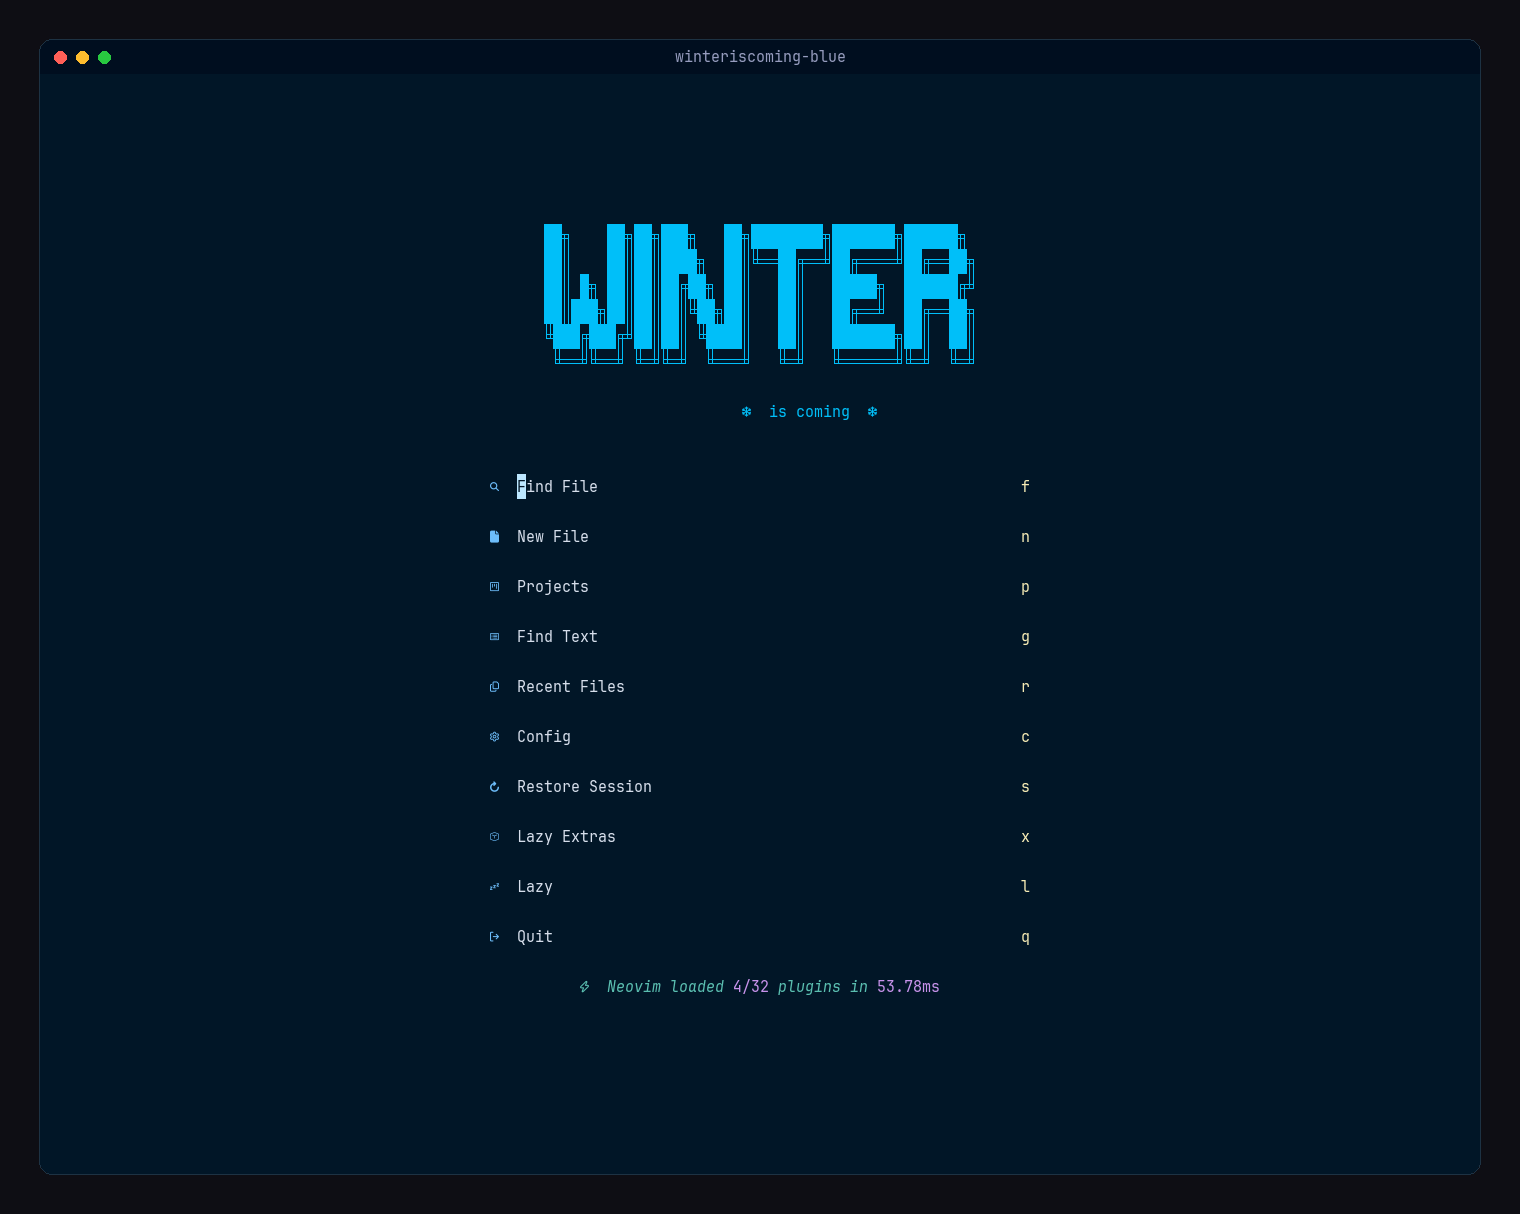 winteriscoming-blue
WINTER
❄ is coming ❄
Find File f
New File n
Projects p
Find Text g
Recent Files r
Config c
Restore Session s
Lazy Extras x
Lazy l
Quit q
Neovim loaded 4/32 plugins in 53.78ms